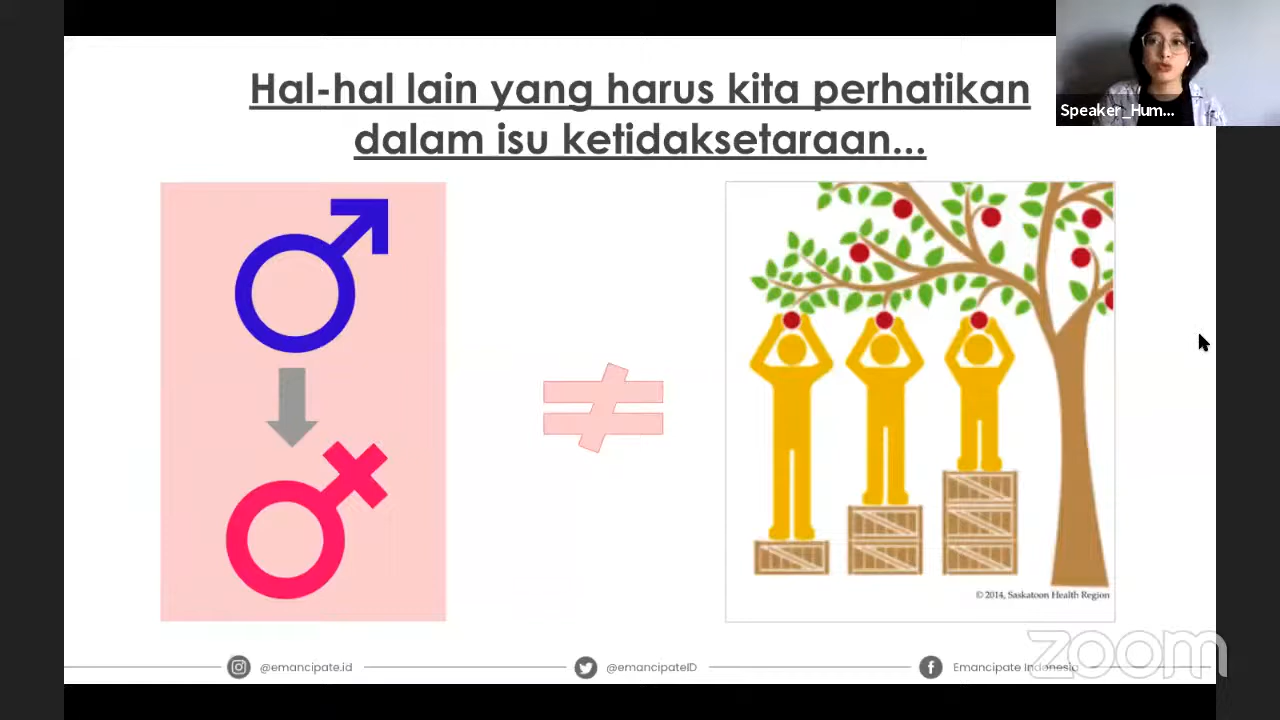 Hal-hal lain yang harus kita perhatikan
dalam isu ketidaksetaraan...
Speaker_Hum...
© 2014, Saskatoon Health Region
@emancipate.id
@emancipateID
Emancipate Indonesia
zoom